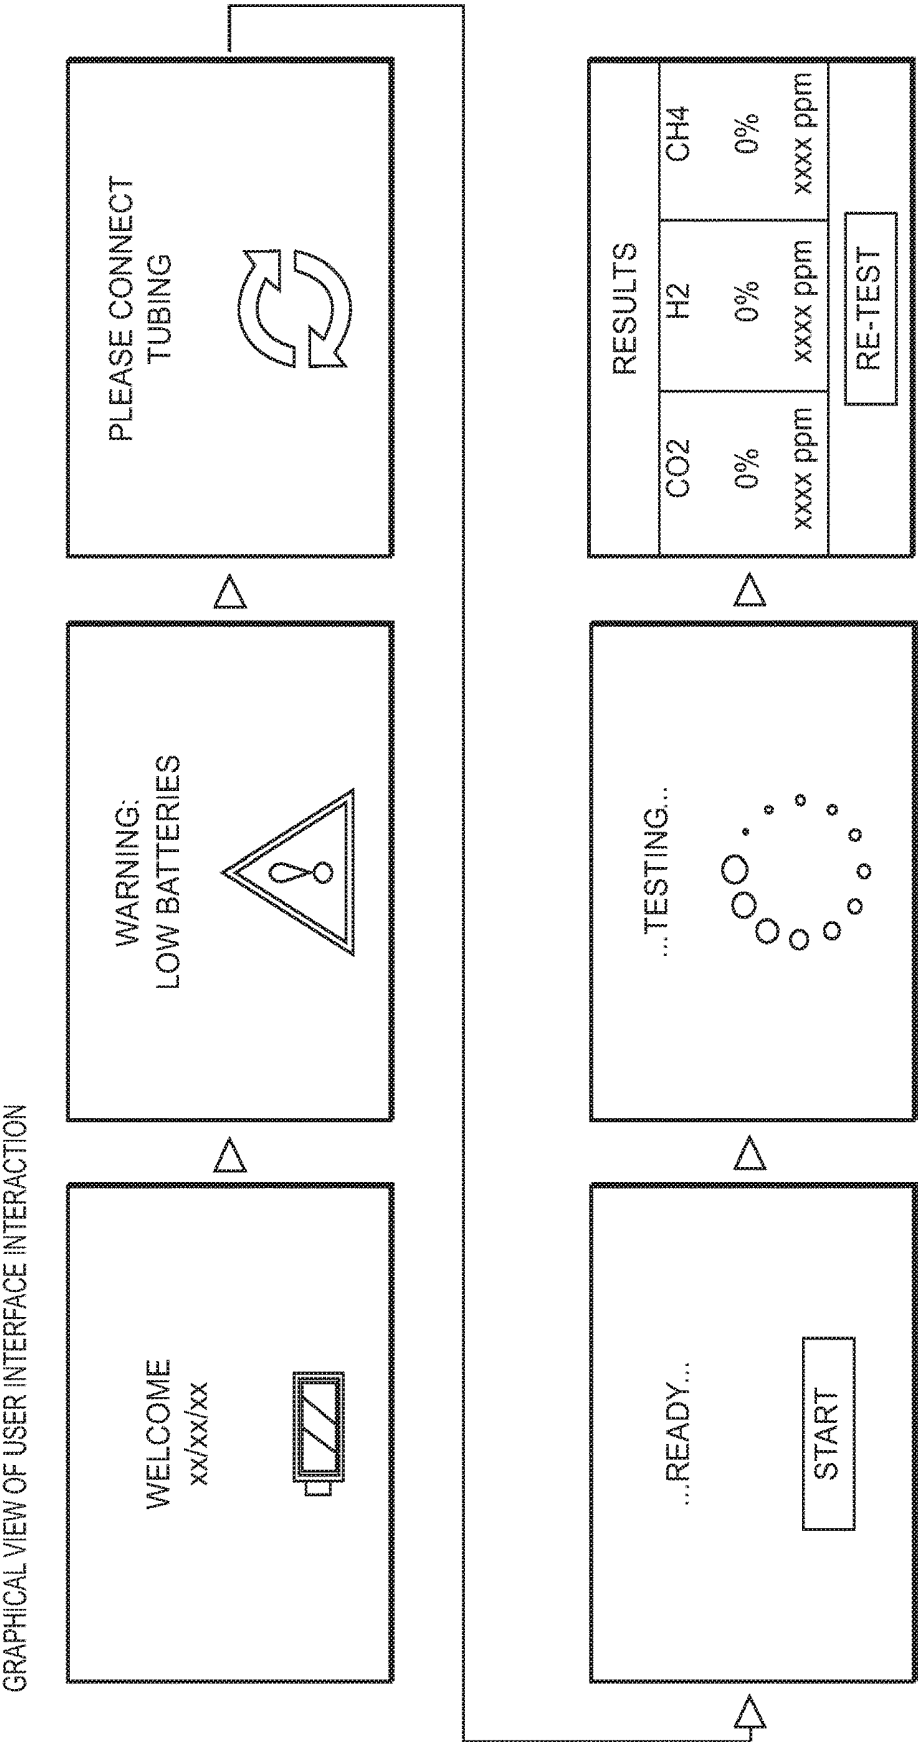 GRAPHICAL VIEW OF USER INTERFACE INTERACTION
WELCOME
xx/xx/xx
WARNING:
LOW BATTERIES
PLEASE CONNECT
TUBING
...READY...
START
...TESTING...
RESULTS
CO2 H2 CH4
0% 0% 0%
xxxx ppm xxxx ppm xxxx ppm
RE-TEST